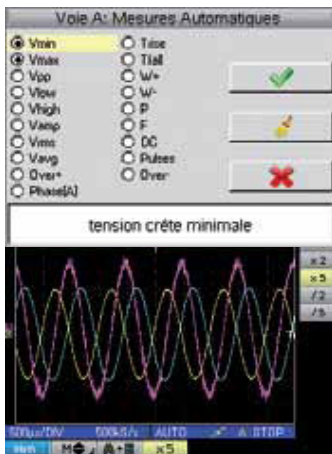 Voie A: Mesures Automatiques
Vmin
Vmax
Vpp
Vlow
Vhigh
Vamp
Vrms
Vavg
Over+
Phase(A)
Trise
Tfall
W+
W-
P
F
DC
Pulses
Over-
tension crête minimale
x 2
x 5
/ 2
/ 5
500µs/DIV 500kS/s AUTO A STOP
M A+B x5